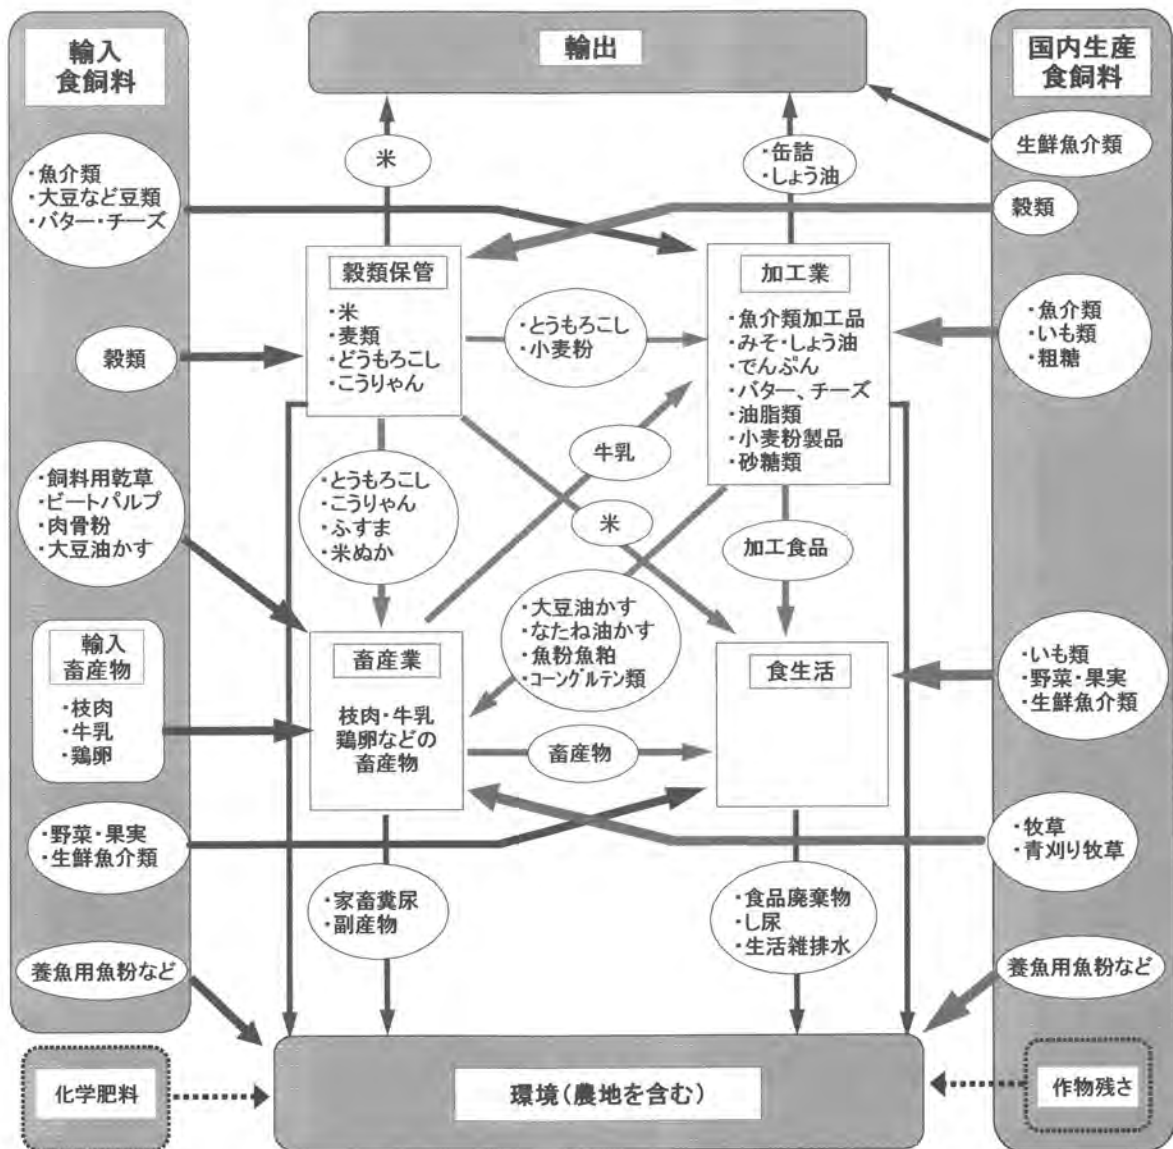 輸入
食飼料
・魚介類
・大豆など豆類
・バター・チーズ
穀類
・飼料用乾草
・ビートパルプ
・肉骨粉
・大豆油かす
輸入
畜産物
・枝肉
・牛乳
・鶏卵
・野菜・果実
・生鮮魚介類
養魚用魚粉など
化学肥料
輸出
米
・缶詰
・しょう油
穀類保管
・米
・麦類
・どうもろこし
・こうりゃん
・とうもろこし
・小麦粉
加工業
・魚介類加工品
・みそ・しょう油
・でんぷん
・バター、チーズ
・油脂類
・小麦粉製品
・砂糖類
・とうもろこし
・こうりゃん
・ふすま
・米ぬか
牛乳
米
加工食品
・大豆油かす
・なたね油かす
・魚粉魚粕
・コーングルテン類
畜産業
枝肉・牛乳
鶏卵などの
畜産物
畜産物
食生活
・家畜糞尿
・副産物
・食品廃棄物
・し尿
・生活雑排水
環境(農地を含む)
国内生産
食飼料
生鮮魚介類
穀類
・魚介類
・いも類
・粗糖
・いも類
・野菜・果実
・生鮮魚介類
・牧草
・青刈り牧草
養魚用魚粉など
作物残さ